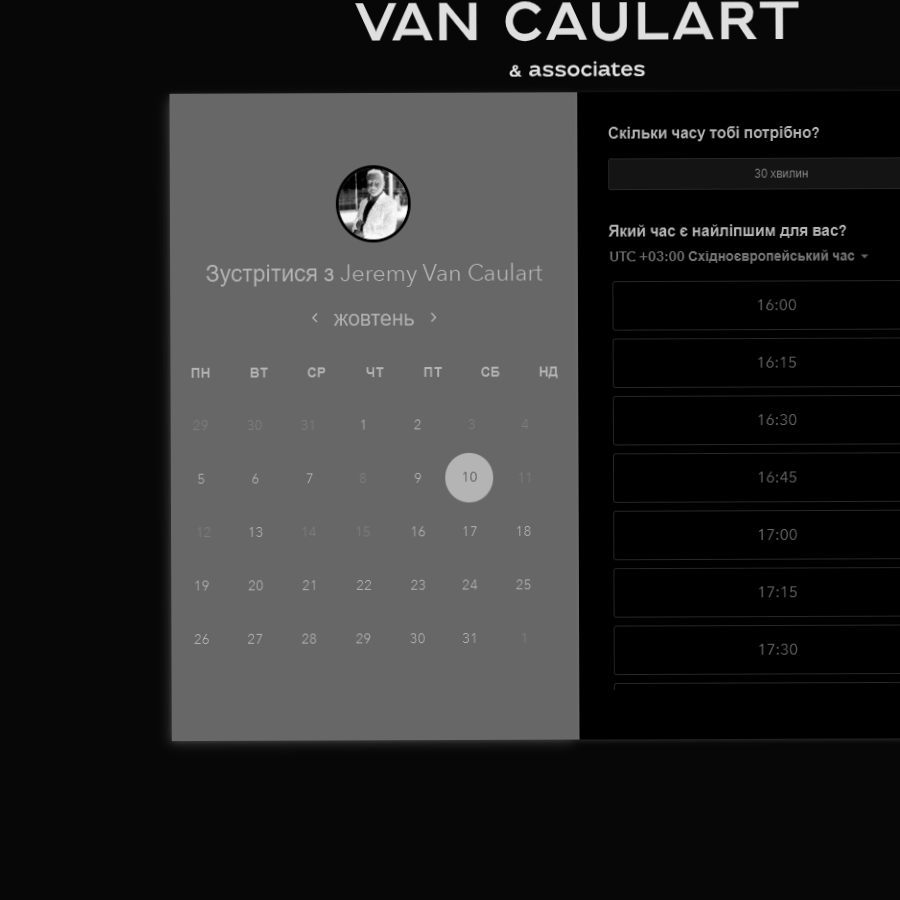 VAN CAULART
& associates
Зустрітися з Jeremy Van Caulart
‹ жовтень ›
ПН ВТ СР ЧТ ПТ СБ НД
29 30 31 1 2 3 4
5 6 7 8 9 10 11
12 13 14 15 16 17 18
19 20 21 22 23 24 25
26 27 28 29 30 31 1
Скільки часу тобі потрібно?
30 хвилин
Який час є найліпшим для вас?
UTC +03:00 Східноєвропейський час
16:00
16:15
16:30
16:45
17:00
17:15
17:30